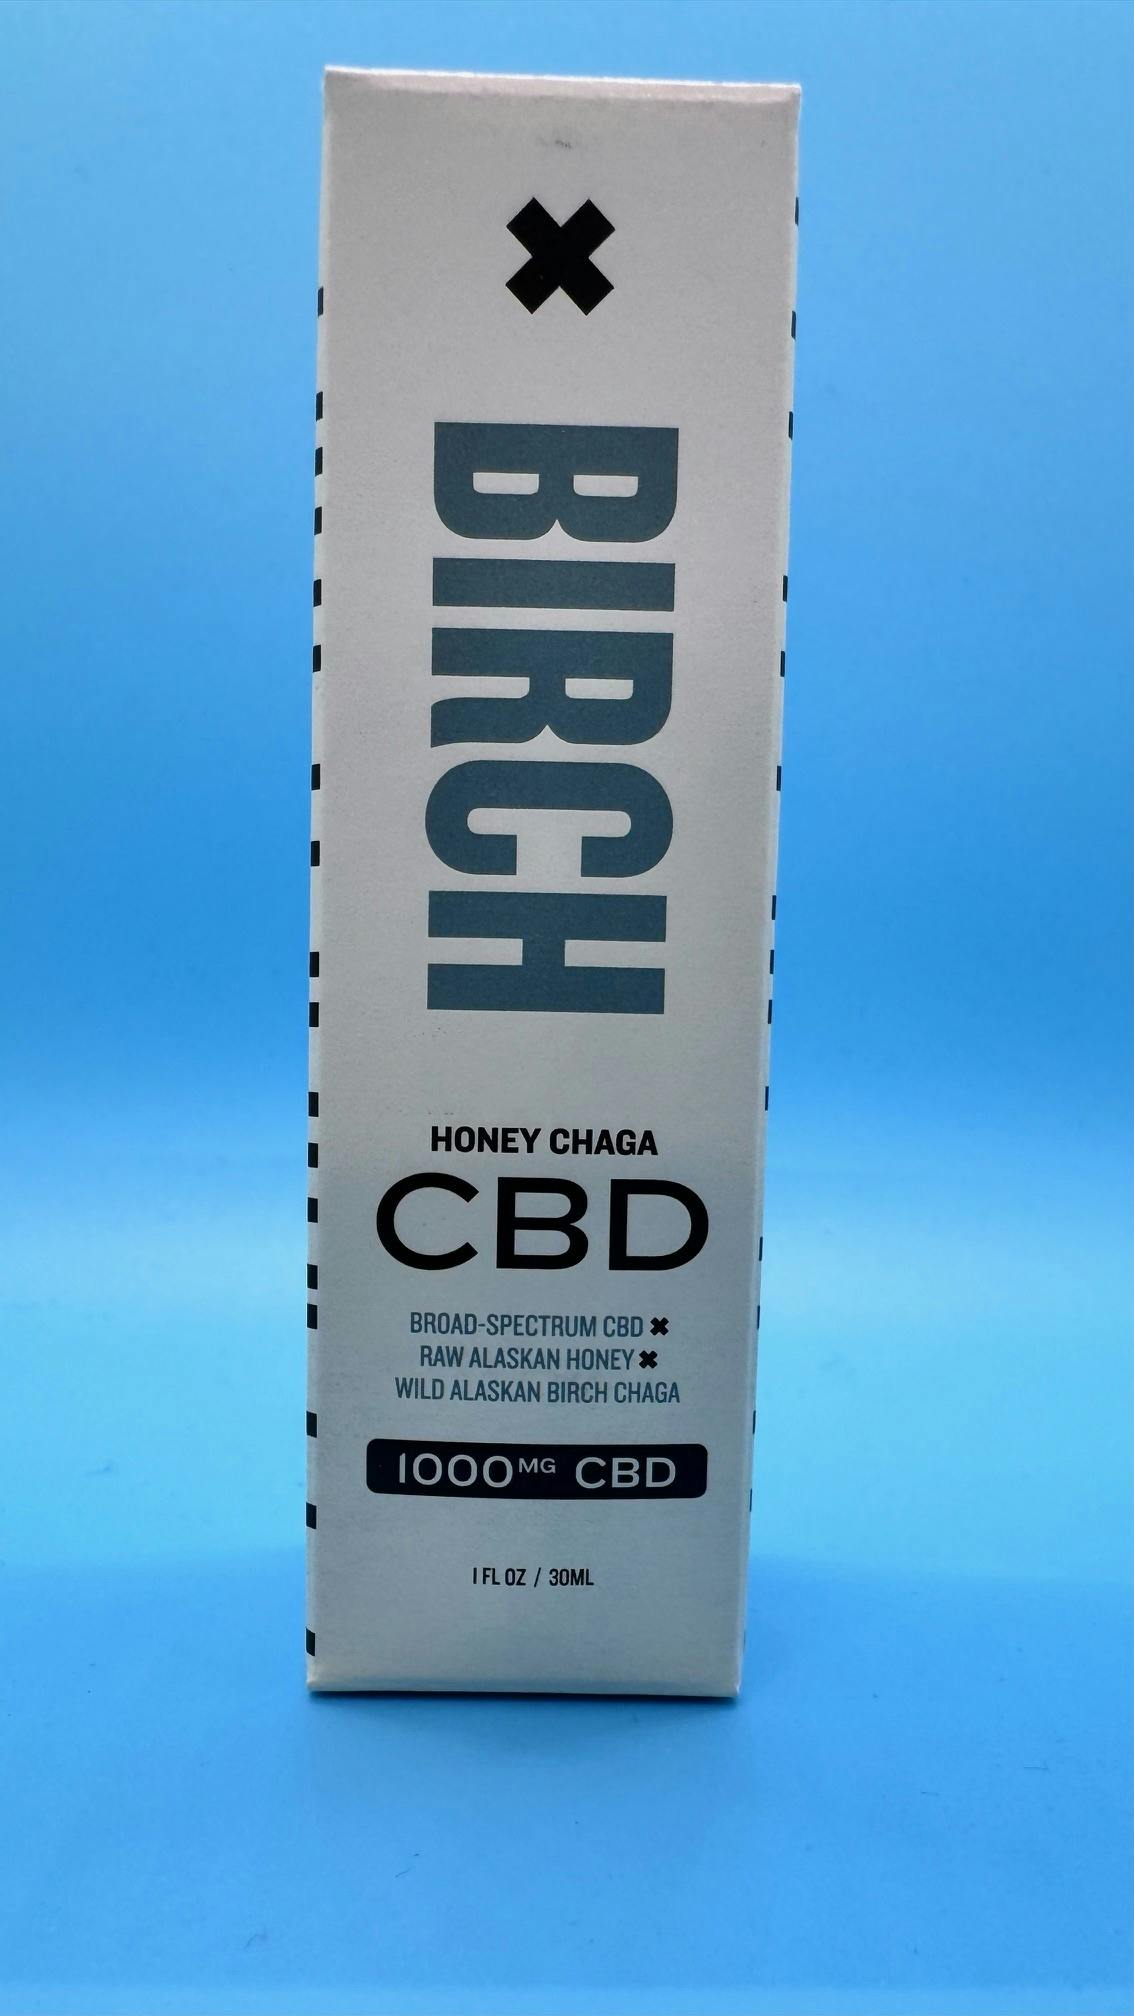 BIRCH
HONEY CHAGA
CBD
BROAD-SPECTRUM CBD ✖
RAW ALASKAN HONEY ✖
WILD ALASKAN BIRCH CHAGA
1000MG CBD
1 FL OZ / 30ML